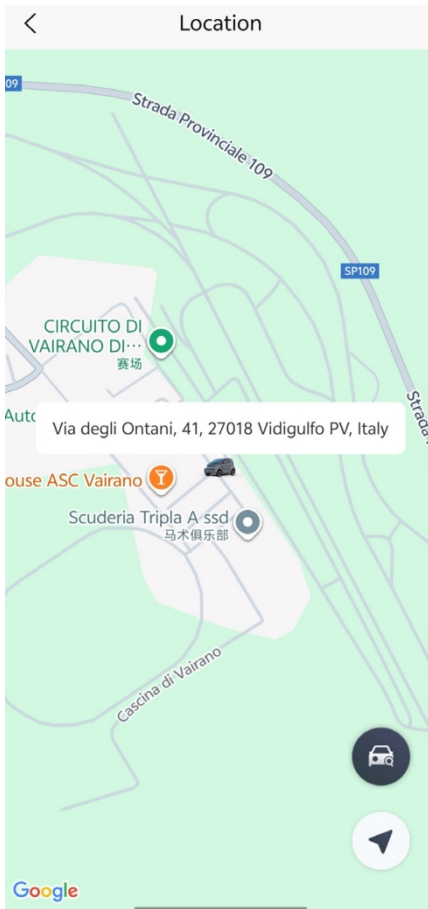 Location
09
Strada Provinciale 109
SP109
CIRCUITO DI
VAIRANO DI...
赛场
Strada
Auto
Via degli Ontani, 41, 27018 Vidigulfo PV, Italy
ouse ASC Vairano
Scuderia Tripla A ssd
马术俱乐部
Cascina di Vairano
Google